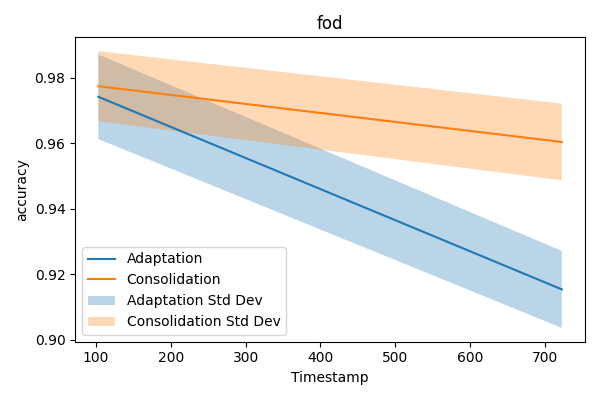 fod
0.98
0.96
0.94
0.92
0.90
accuracy
Adaptation
Consolidation
Adaptation Std Dev
Consolidation Std Dev
100 200 300 400 500 600 700
Timestamp